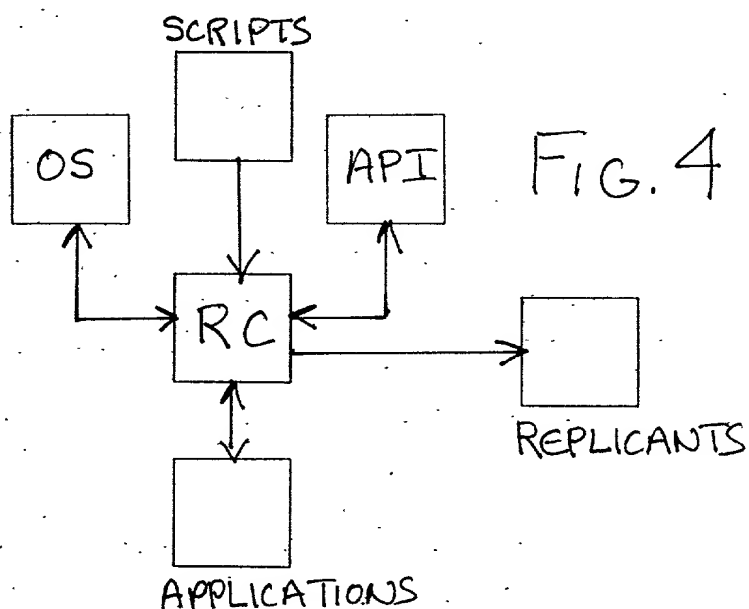 SCRIPTS
OS
API
FIG. 4
RC
REPLICANTS
APPLICATIONS